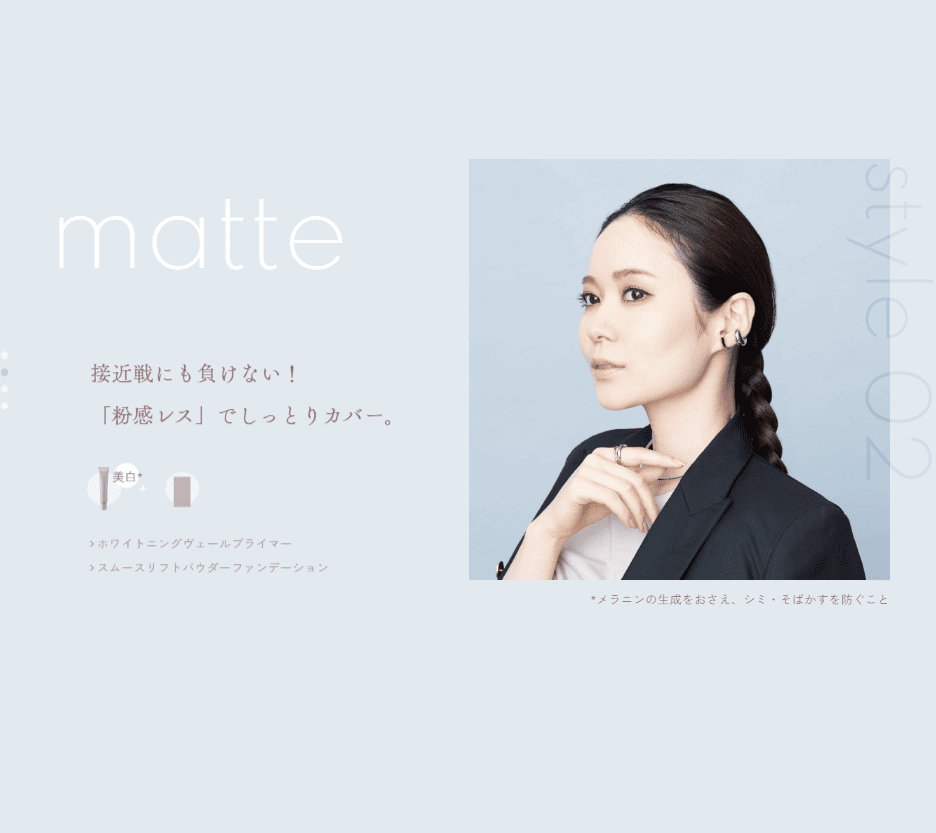 matte
接近戦にも負けない！
「粉感レス」でしっとりカバー。
美白*
+
›ホワイトニングヴェールプライマー
›スムースリフトパウダーファンデーション
style 02
*メラニンの生成をおさえ、シミ・そばかすを防ぐこと